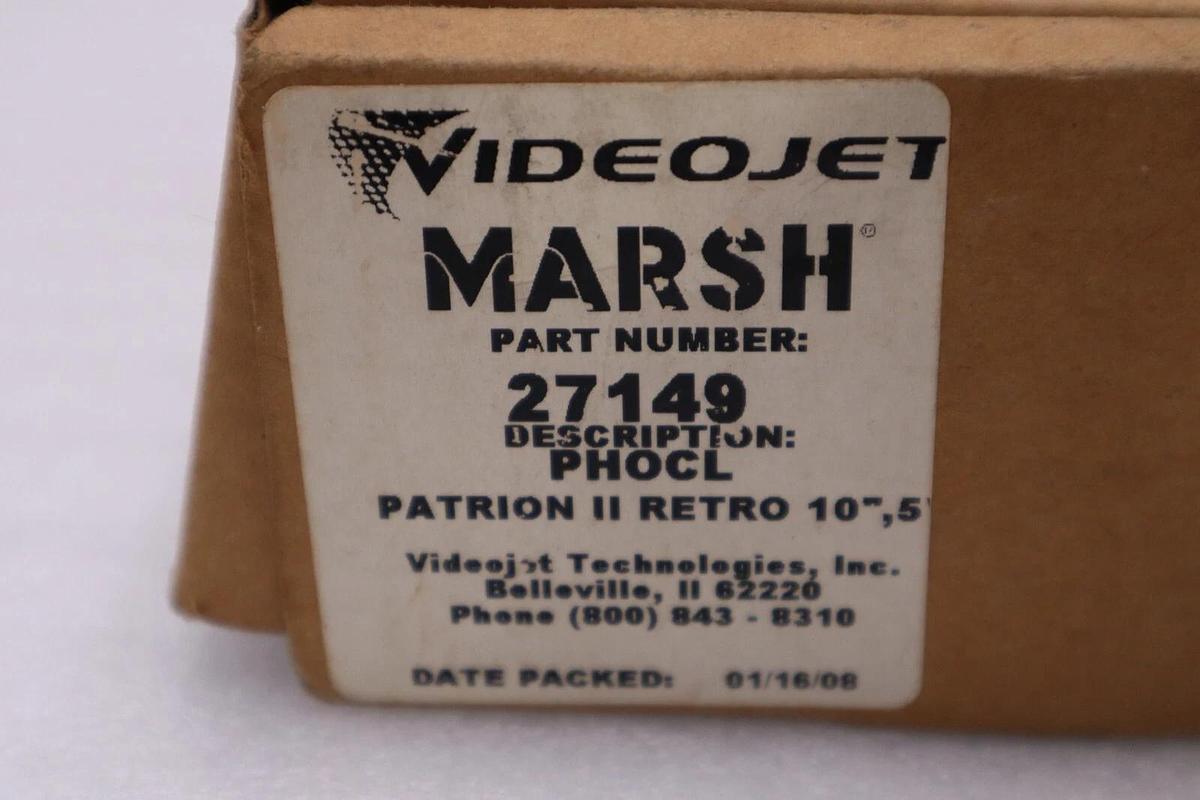 VIDEOJET
MARSH®
PART NUMBER:
27149
DESCRIPTION:
PHOCL
PATRION II RETRO 10",5'
Videojet Technologies, Inc.
Belleville, Il 62220
Phone (800) 843 - 8310
DATE PACKED: 01/16/08